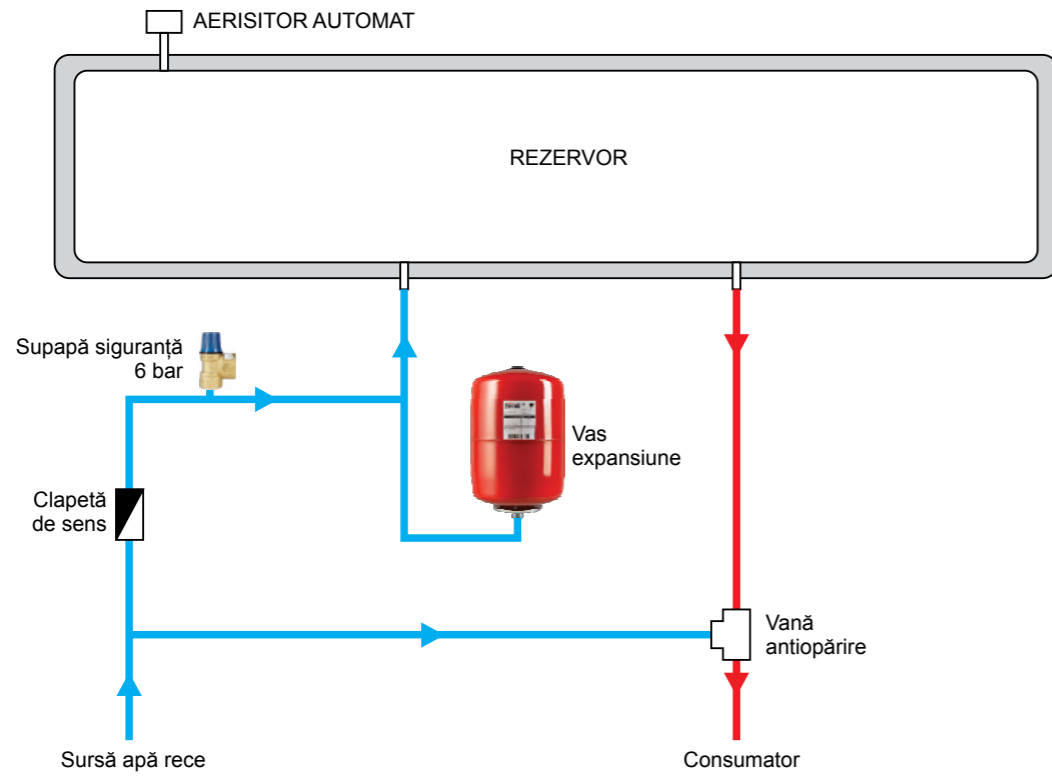 AERISITOR AUTOMAT
REZERVOR
Supapă siguranță
6 bar
Vas
expansiune
Clapetă
de sens
Vană
antiopărire
Sursă apă rece
Consumator